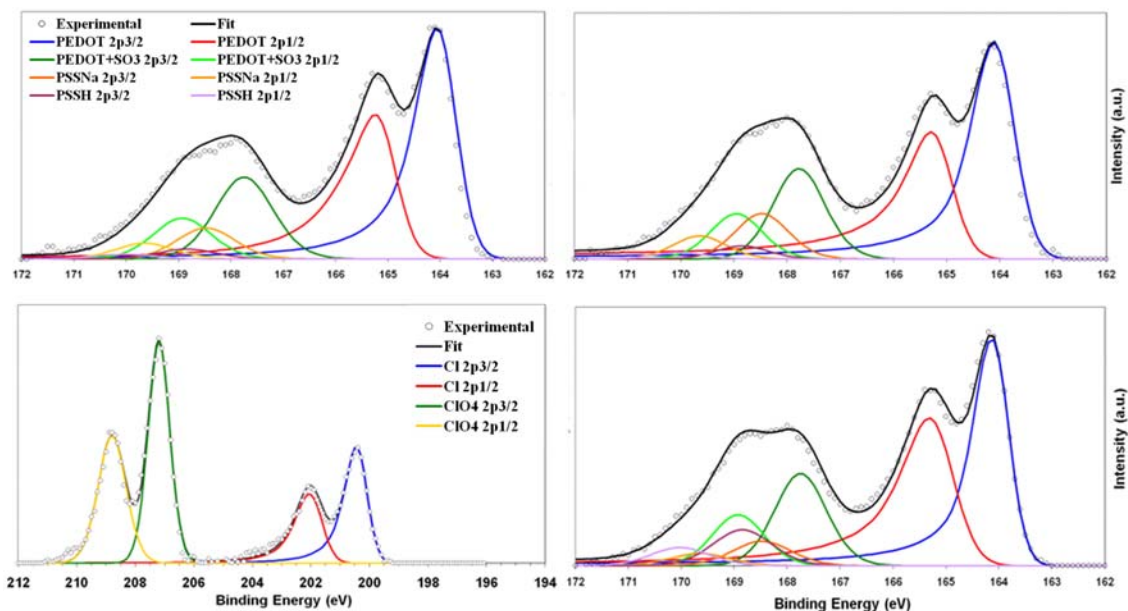 Experimental Fit
PEDOT 2p3/2 PEDOT 2p1/2
PEDOT+SO3 2p3/2 PEDOT+SO3 2p1/2
PSSNa 2p3/2 PSSNa 2p1/2
PSSH 2p3/2 PSSH 2p1/2
172 171 170 169 168 167 166 165 164 163 162
Intensity (a.u.)
172 171 170 169 168 167 166 165 164 163 162
Experimental
Fit
Cl 2p3/2
Cl 2p1/2
ClO4 2p3/2
ClO4 2p1/2
212 210 208 206 204 202 200 198 196 194
Binding Energy (eV)
Intensity (a.u.)
172 171 170 169 168 167 166 165 164 163 162
Binding Energy (eV)